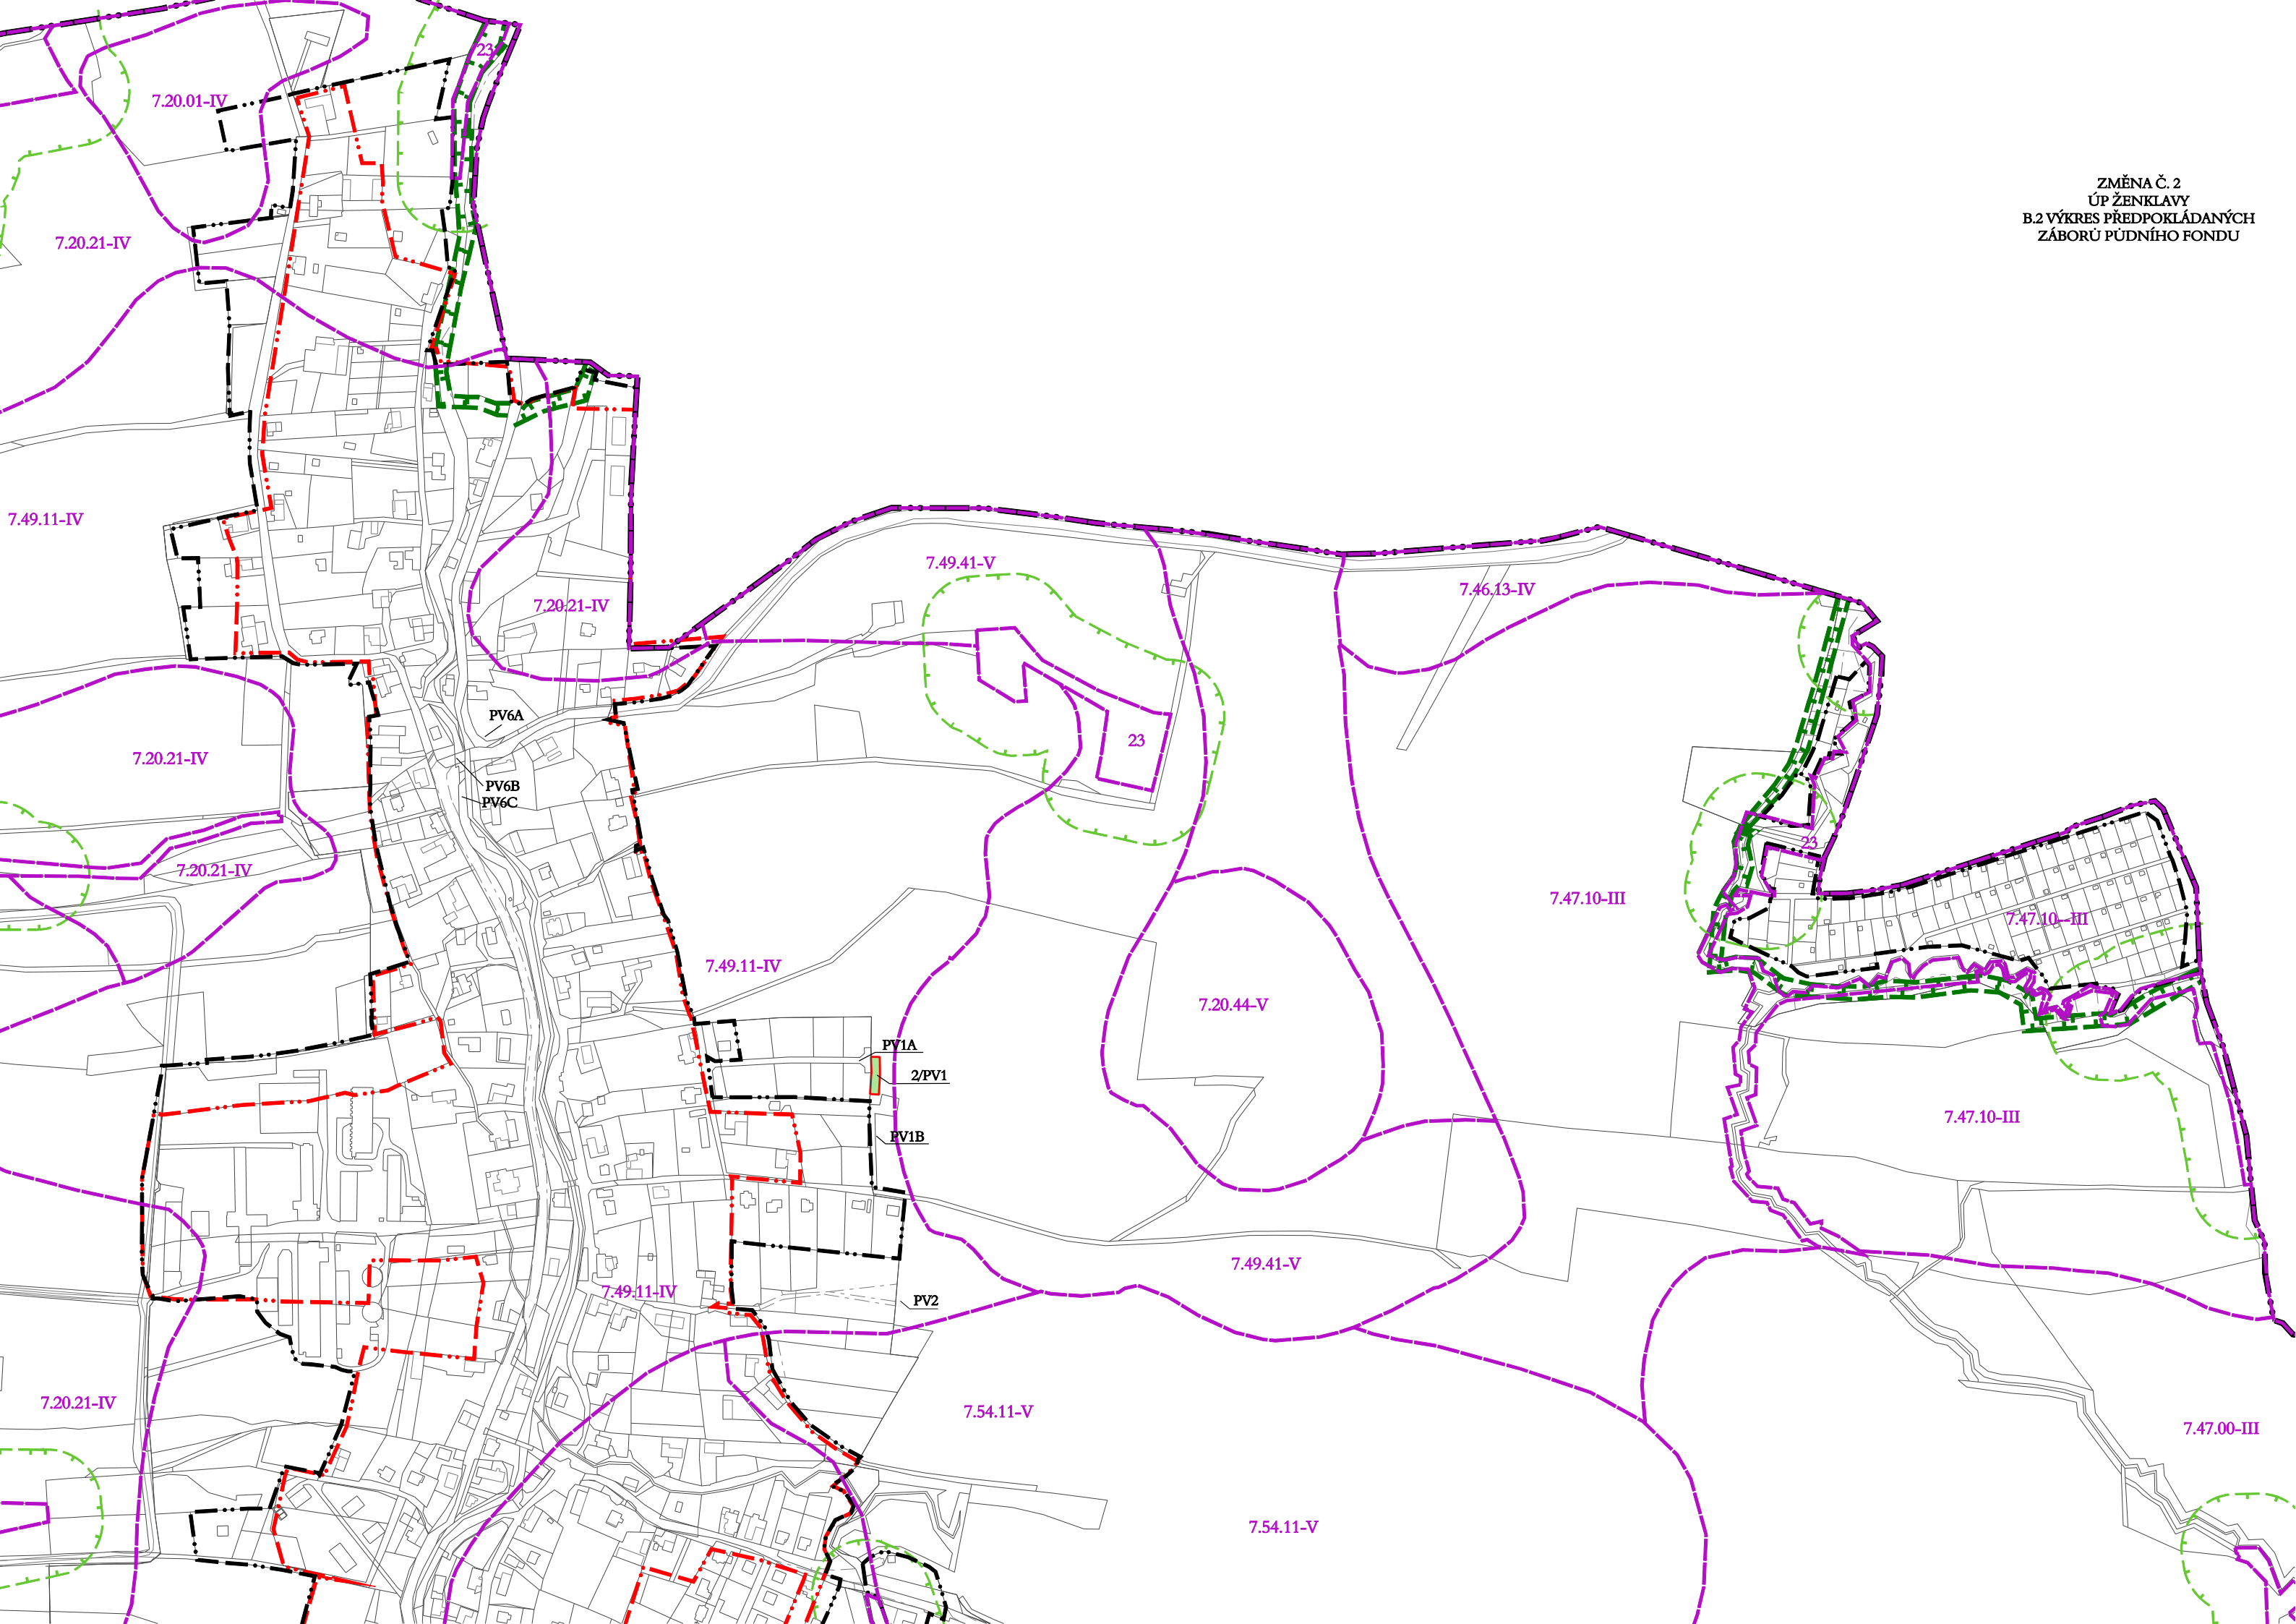 23
7.20.01-IV
ZMĚNA Č. 2
ÚP ŽENKLAVY
B.2 VÝKRES PŘEDPOKLÁDANÝCH
ZÁBORŮ PŮDNÍHO FONDU
7.20.21-IV
7.49.11-IV
7.49.41-V
7.46.13-IV
7.20.21-IV
PV6A
23
7.20.21-IV
PV6B
PV6C
23
7.20.21-IV
7.47.10-III
7.47.10--III
7.49.11-IV
7.20.44-V
PV1A
2/PV1
7.47.10-III
PV1B
7.49.41-V
7.49.11-IV
PV2
7.20.21-IV
7.54.11-V
7.47.00-III
7.54.11-V